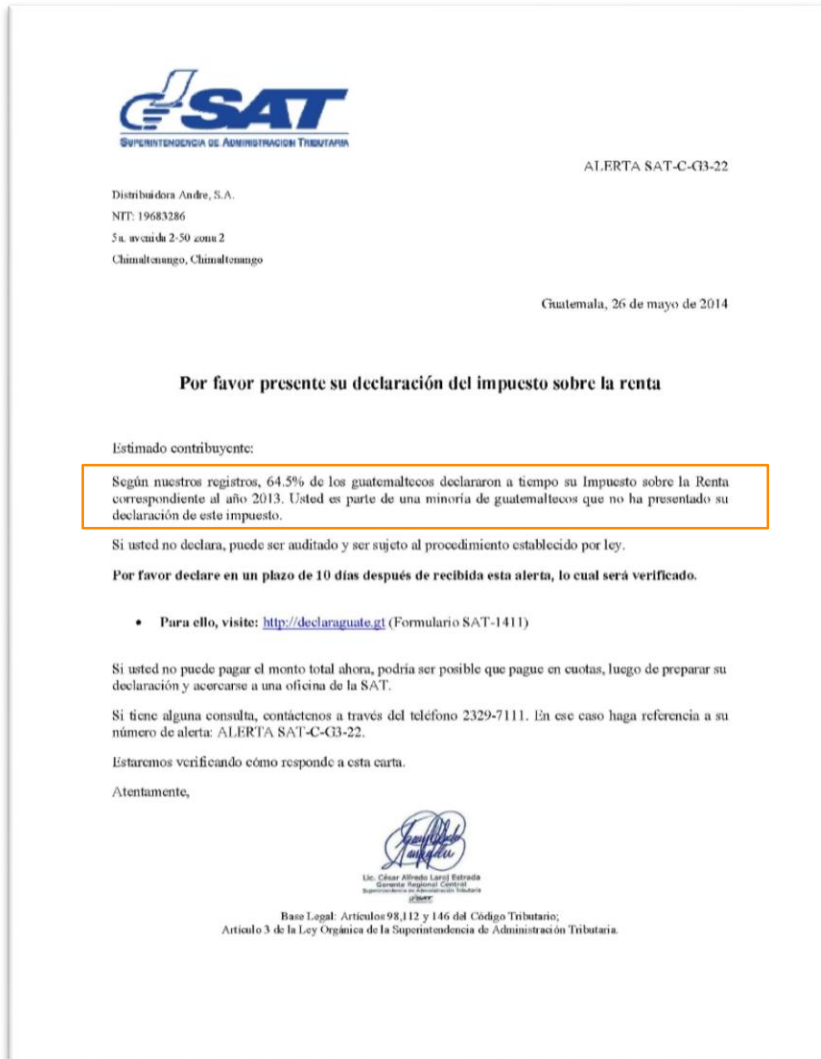 SAT
SUPERINTENDENCIA DE ADMINISTRACION TRIBUTARIA
ALERTA SAT-C-G3-22
Distribuidora Andre, S.A.
NIT: 19683286
5a. avenida 2-50 zona 2
Chimaltenango, Chimaltenango
Guatemala, 26 de mayo de 2014
Por favor presente su declaración del impuesto sobre la renta
Estimado contribuyente:
Según nuestros registros, 64.5% de los guatemaltecos declararon a tiempo su Impuesto sobre la Renta
correspondiente al año 2013. Usted es parte de una minoría de guatemaltecos que no ha presentado su
declaración de este impuesto.
Si usted no declara, puede ser auditado y ser sujeto al procedimiento establecido por ley.
Por favor declare en un plazo de 10 días después de recibida esta alerta, lo cual será verificado.
• Para ello, visite: http://declaraguate.gt (Formulario SAT-1411)
Si usted no puede pagar el monto total ahora, podría ser posible que pague en cuotas, luego de preparar su
declaración y acercarse a una oficina de la SAT.
Si tiene alguna consulta, contáctenos a través del teléfono 2329-7111. En ese caso haga referencia a su
número de alerta: ALERTA SAT-C-G3-22.
Estaremos verificando cómo responde a esta carta.
Atentamente,
Lic. César Alfredo Laroj Estrada
Gerente Regional Central
Superintendencia de Administración Tributaria
SAT
Base Legal: Artículos 98,112 y 146 del Código Tributario;
Artículo 3 de la Ley Orgánica de la Superintendencia de Administración Tributaria.